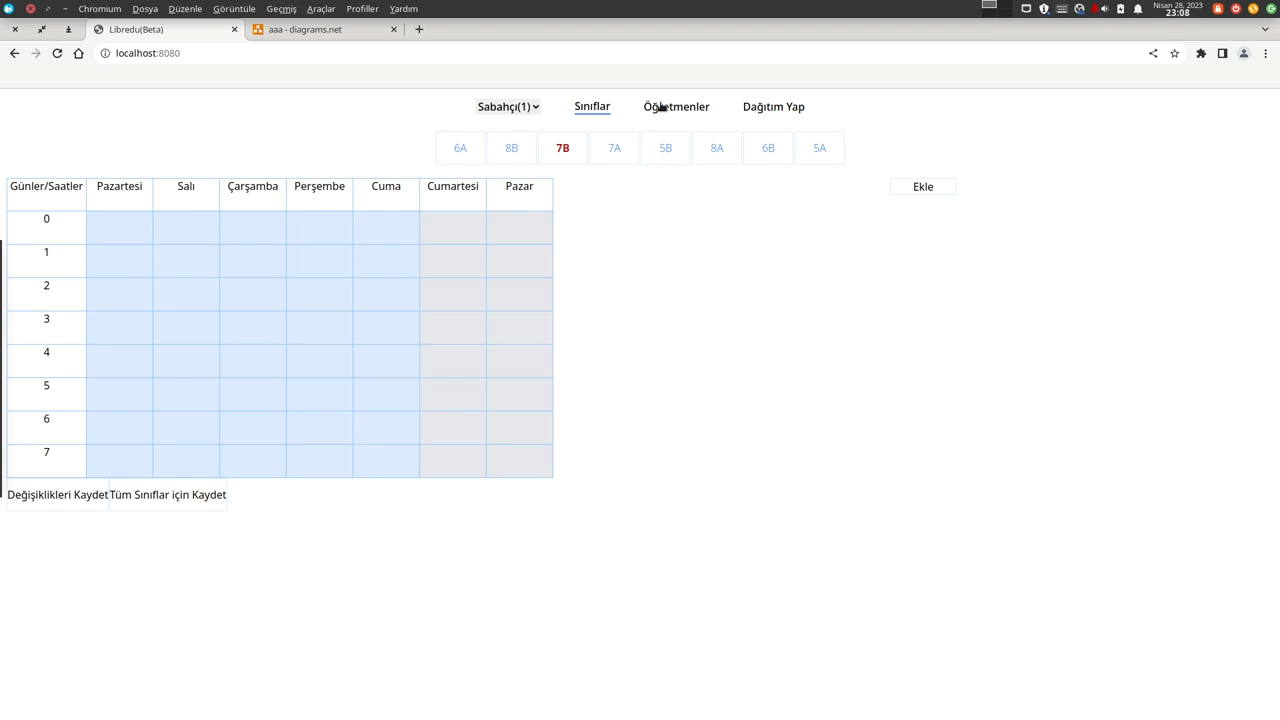 Chromium Dosya Düzenle Görüntüle Geçmiş Araçlar Profiller Yardım Nisan 28, 2023
23:08
Libredu(Beta) aaa - diagrams.net
localhost:8080
Sabahçı(1) Sınıflar Öğretmenler Dağıtım Yap
6A 8B 7B 7A 5B 8A 6B 5A
Günler/Saatler Pazartesi Salı Çarşamba Perşembe Cuma Cumartesi Pazar Ekle
0
1
2
3
4
5
6
7
Değişiklikleri Kaydet Tüm Sınıflar için Kaydet